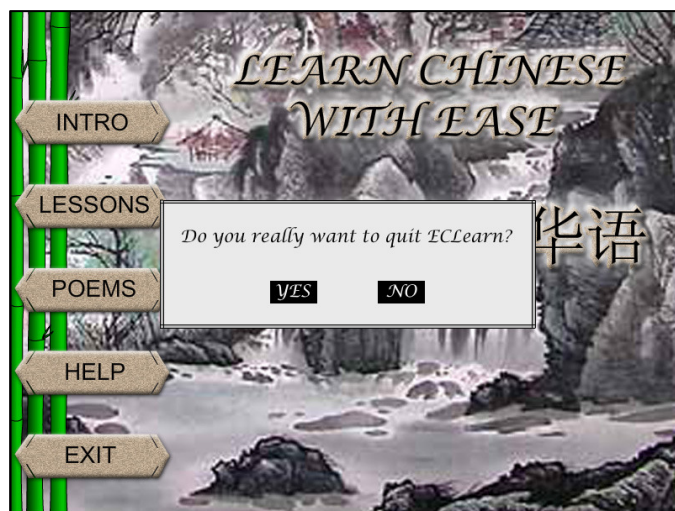 LEARN CHINESE
WITH EASE
INTRO
LESSONS
POEMS
HELP
EXIT
华语
Do you really want to quit ECLearn?
YES
NO